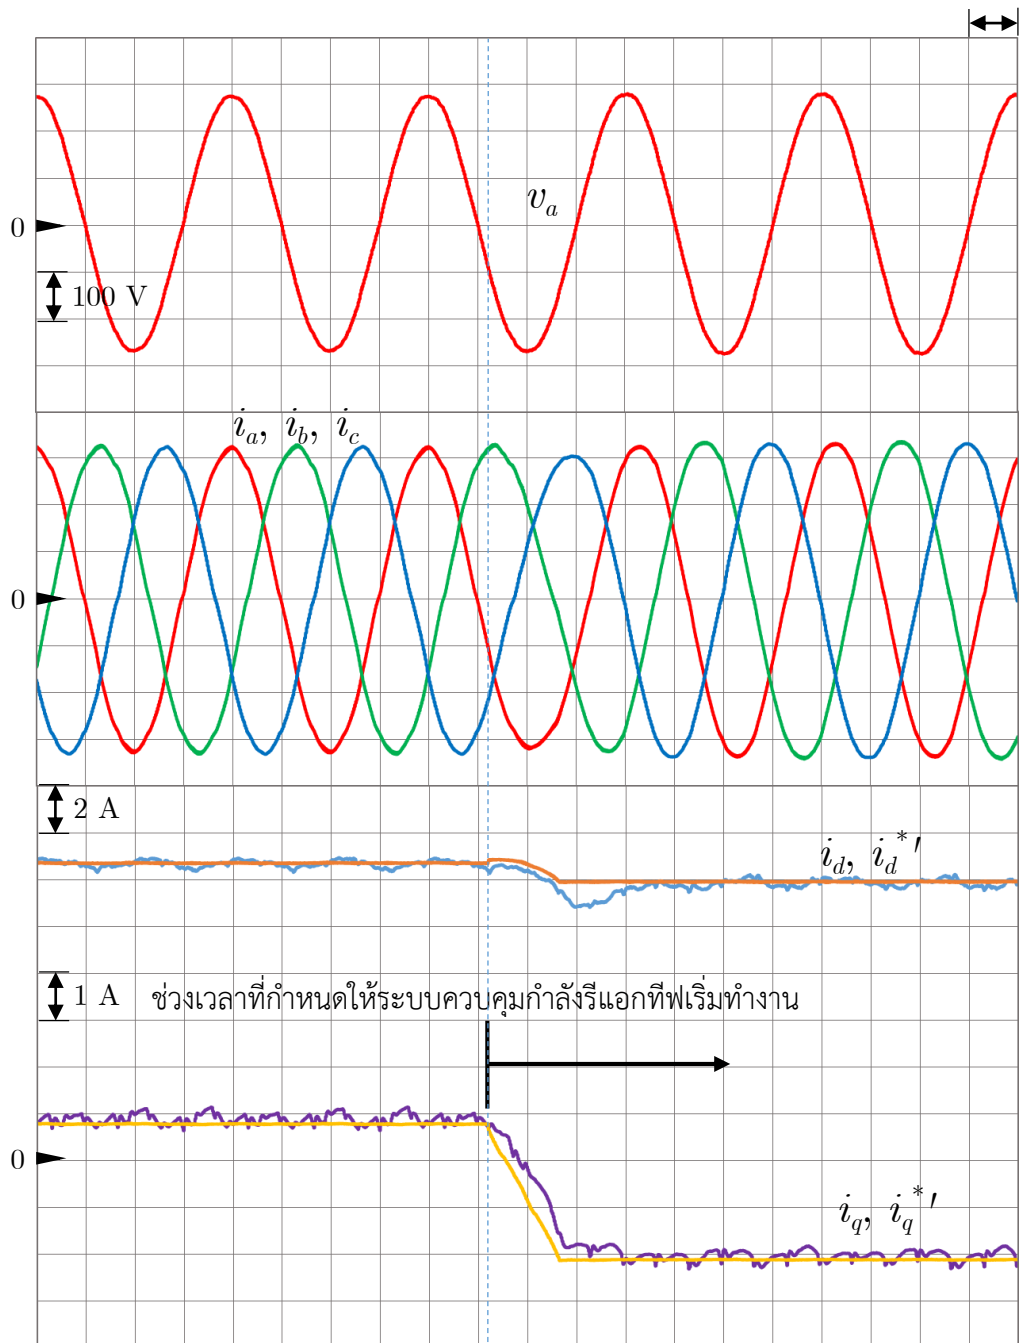 v_a
0
100 V
i_a, i_b, i_c
0
2 A
i_d, i_d^*'
1 A ช่วงเวลาที่กำหนดให้ระบบควบคุมกำลังรีแอกทีฟเริ่มทำงาน
0
i_q, i_q^*'